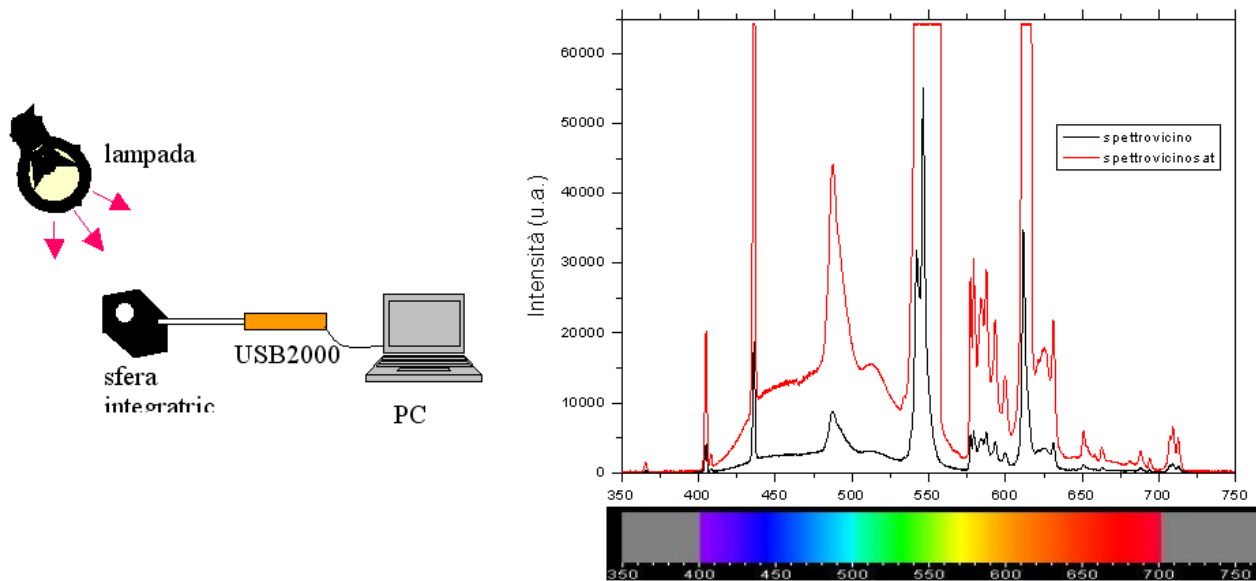 lampada
USB2000
sfera
integratric
PC
Intensità (u.a.)
60000
50000
40000
30000
20000
10000
0
spettrovicino
spettrovicinosat
350 400 450 500 550 600 650 700 750
350 400 450 500 550 600 650 700 750